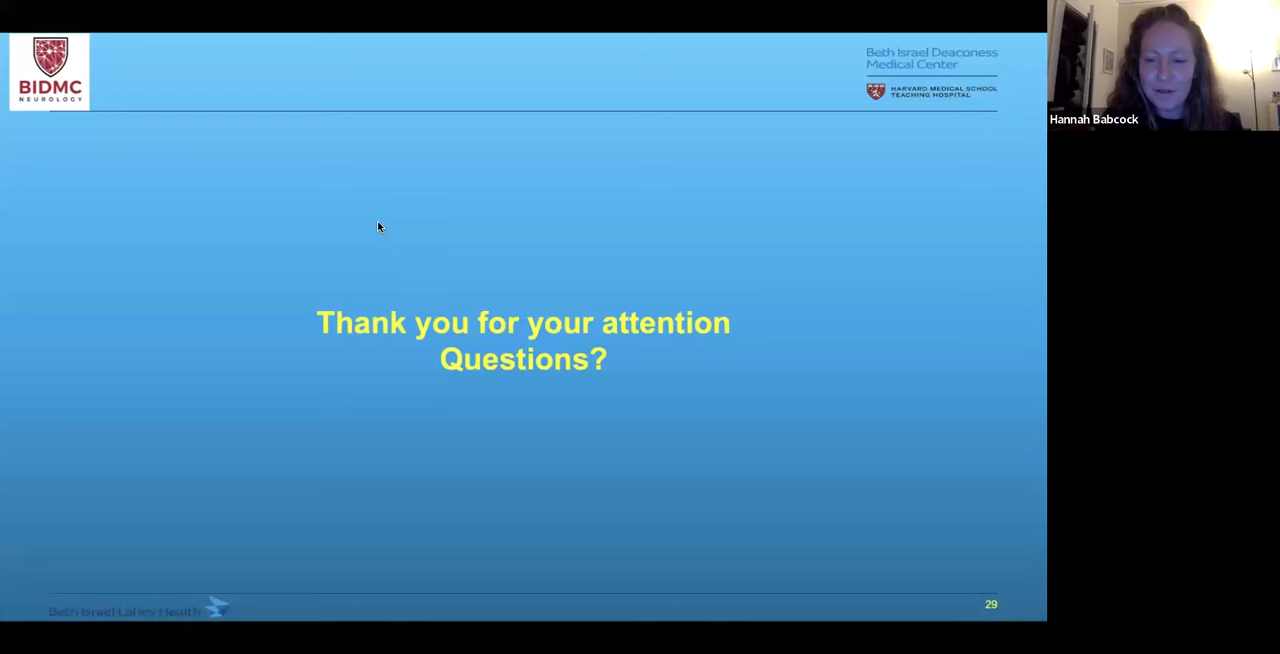 BIDMC
NEUROLOGY
Beth Israel Deaconess
Medical Center
HARVARD MEDICAL SCHOOL
TEACHING HOSPITAL
Hannah Babcock
Thank you for your attention
Questions?
Beth Israel Lahey Health
29